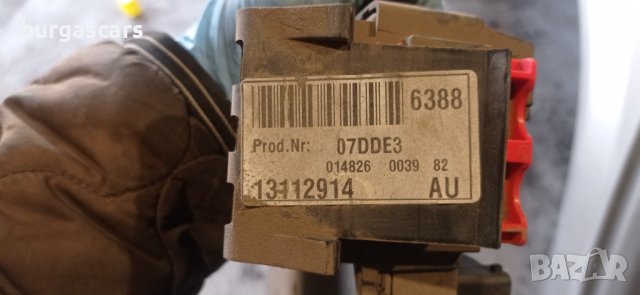 burgascars
6388
Prod.Nr: 07DDE3
014826 0039 82
13112914 AU
BAZAR